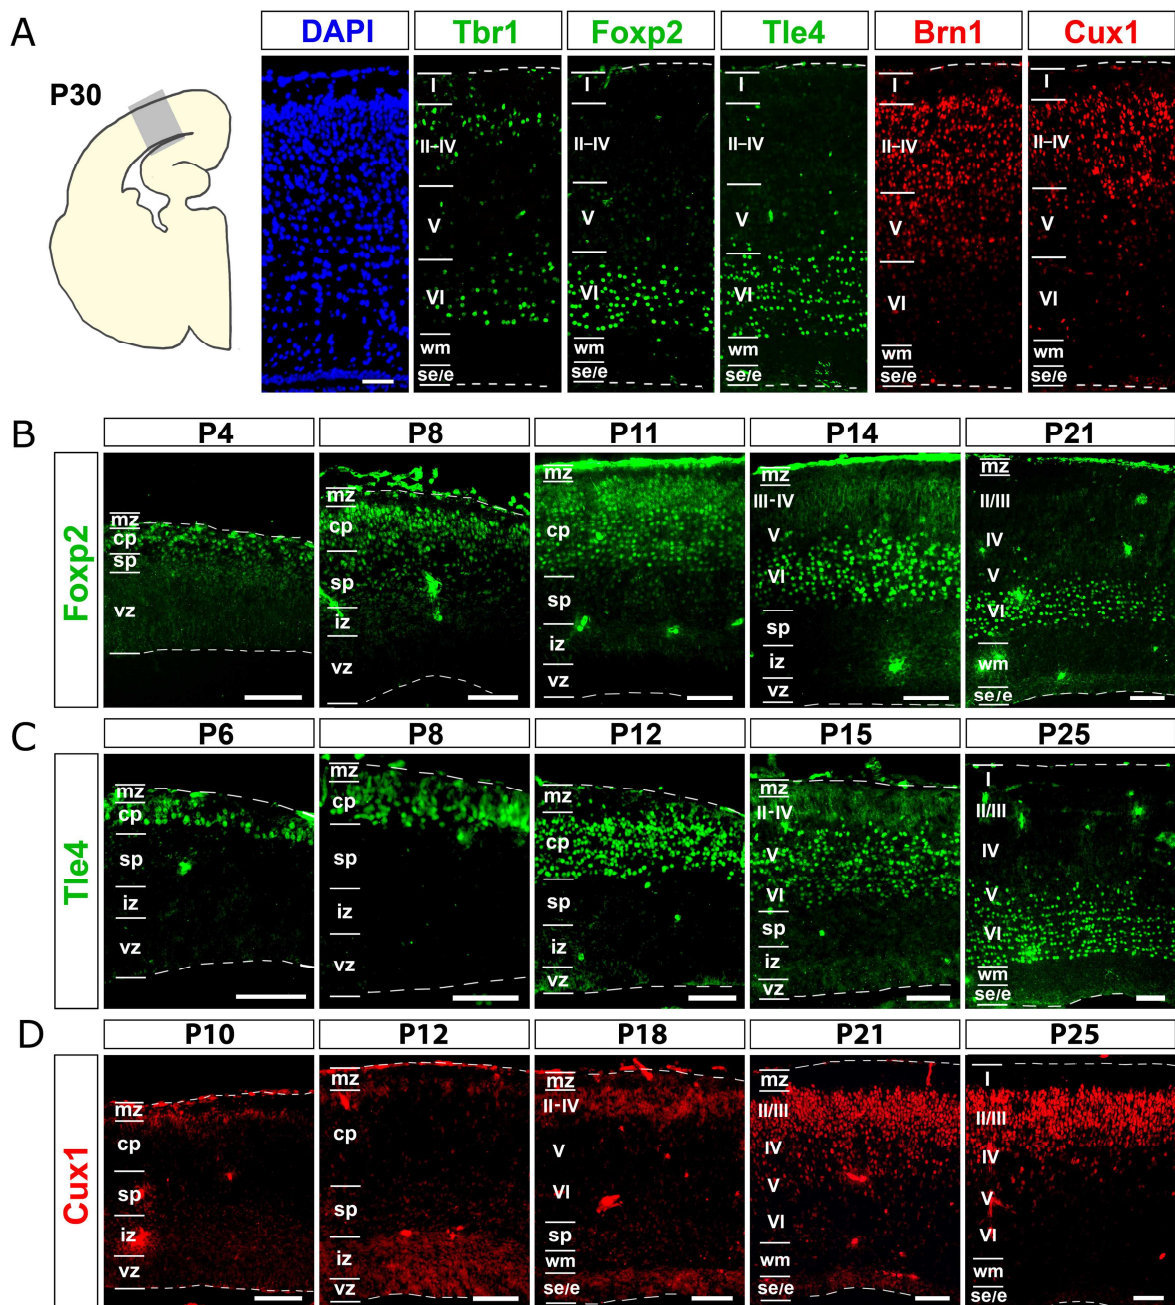 A
DAPI Tbr1 Foxp2 Tle4 Brn1 Cux1
P30
I I I I I
II–IV II–IV II–IV II–IV II–IV
V V V V V
VI VI VI VI VI
wm wm wm wm wm
se/e se/e se/e se/e se/e
B
P4 P8 P11 P14 P21
Foxp2
mz cp sp vz
mz cp sp iz vz
mz cp sp iz vz
mz III-IV V VI sp iz vz
mz II/III IV V VI wm se/e
C
P6 P8 P12 P15 P25
Tle4
mz cp sp iz vz
mz cp sp iz vz
mz cp sp iz vz
mz II-IV V VI sp iz vz
I II/III IV V VI wm se/e
D
P10 P12 P18 P21 P25
Cux1
mz cp sp iz vz
mz cp sp iz vz
mz II-IV V VI sp wm se/e
mz II/III IV V VI wm se/e
I II/III IV V VI wm se/e